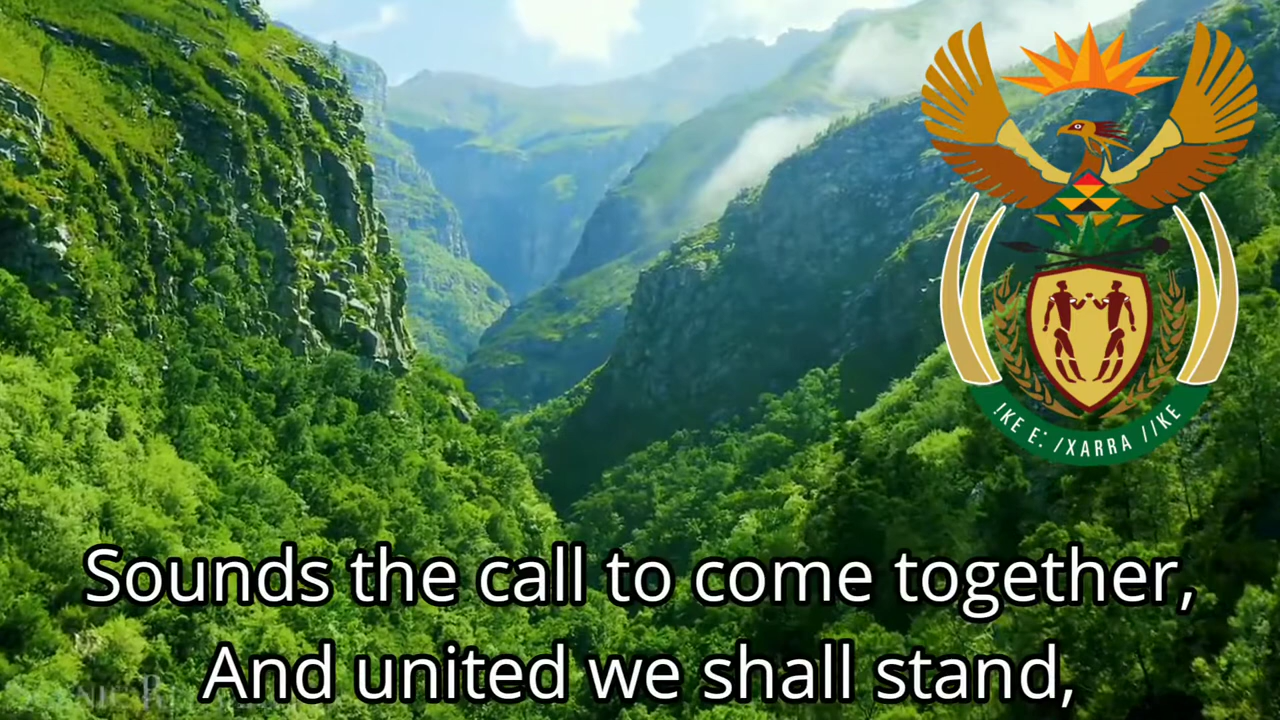 !KE E: /XARRA //KE
Sounds the call to come together,
And united we shall stand,